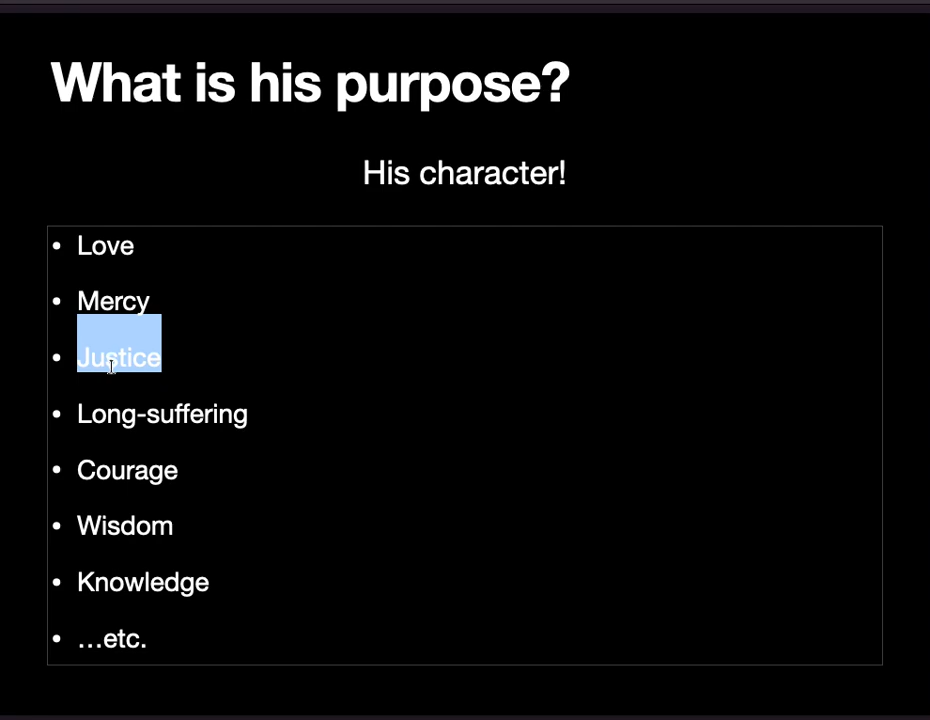 What is his purpose?
His character!
• Love
• Mercy
• Justice
• Long-suffering
• Courage
• Wisdom
• Knowledge
• …etc.